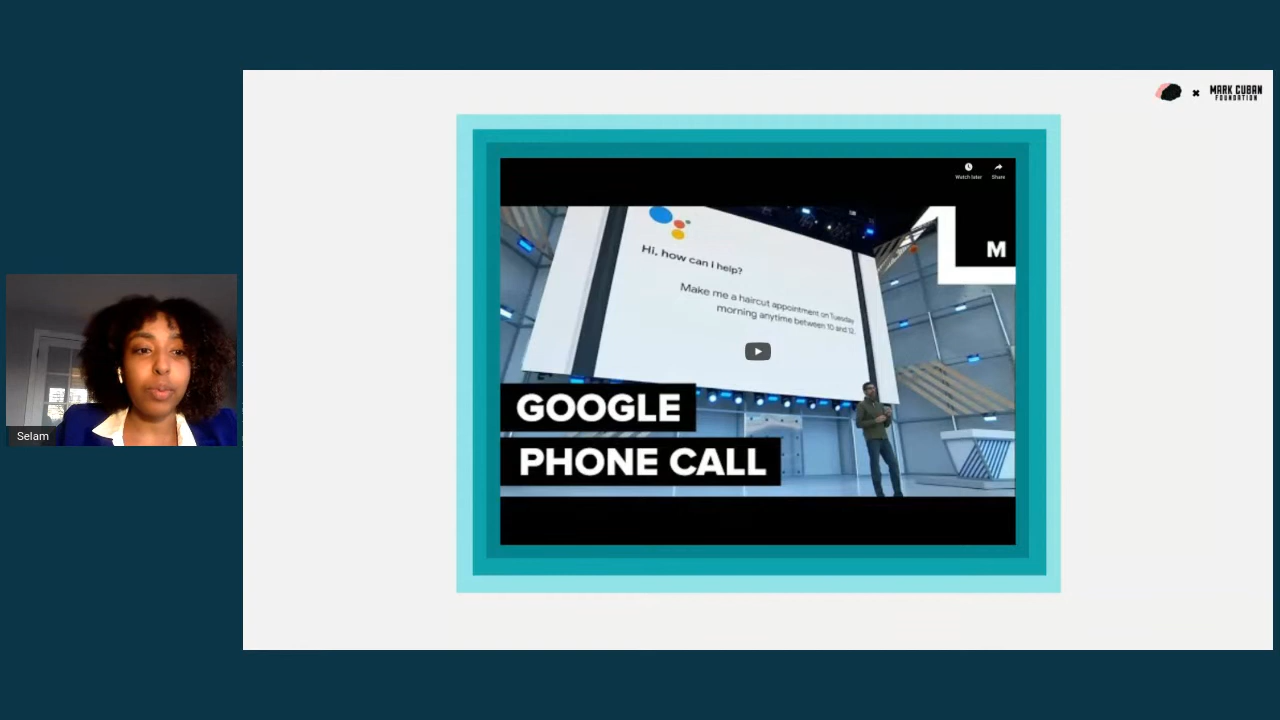 MARK CUBAN
FOUNDATION
Watch later
Share
M
Hi, how can I help?
Make me a haircut appointment on Tuesday
morning anytime between 10 and 12.
GOOGLE
PHONE CALL
Selam